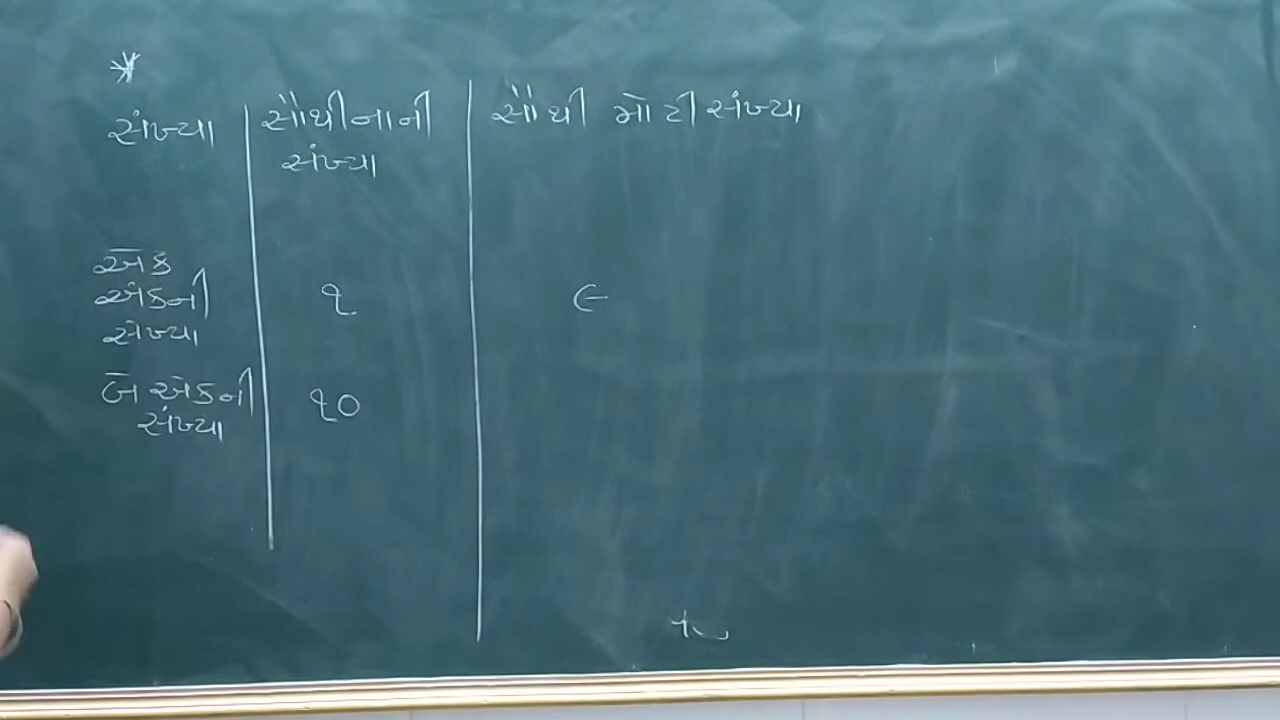 *
સંખ્યા સૌથી નાની સૌથી મોટી સંખ્યા
સંખ્યા
એક
અંકની ૧ ૯
સંખ્યા
બે અંકની ૧૦
સંખ્યા